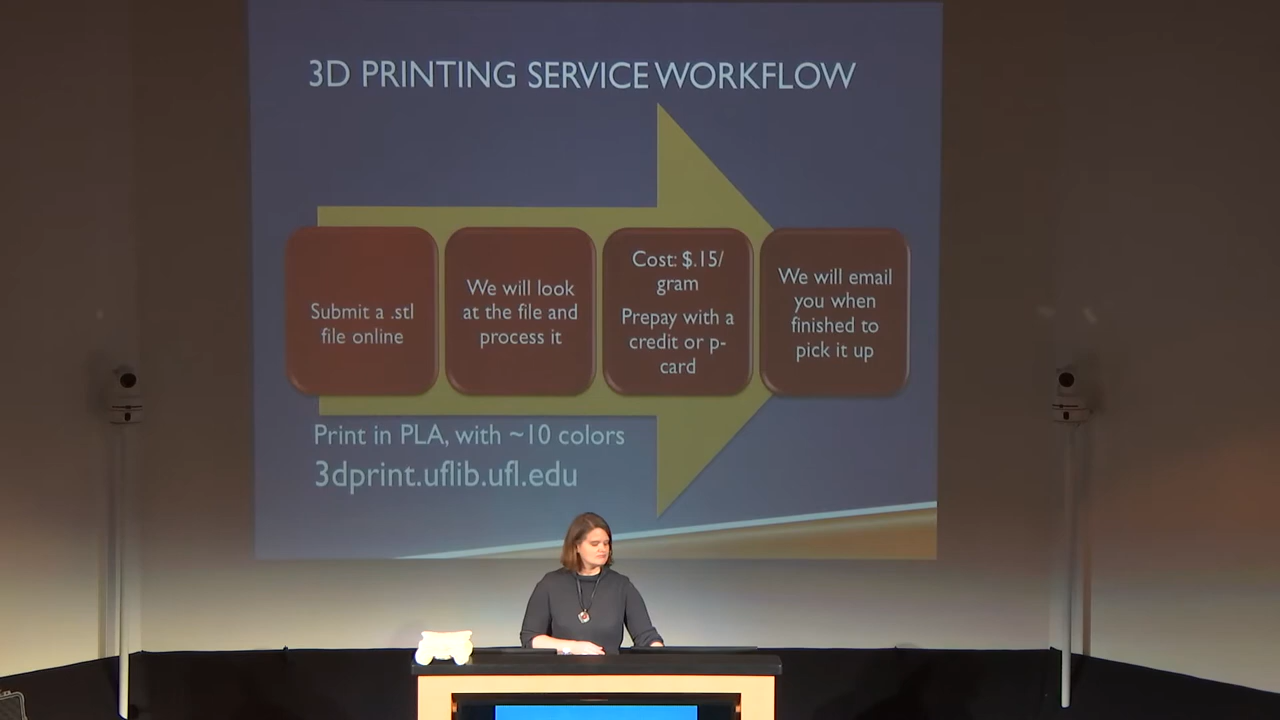 3D PRINTING SERVICE WORKFLOW
Submit a .stl
file online
We will look
at the file and
process it
Cost: $.15/
gram
Prepay with a
credit or p-
card
We will email
you when
finished to
pick it up
Print in PLA, with ~10 colors
3dprint.uflib.ufl.edu